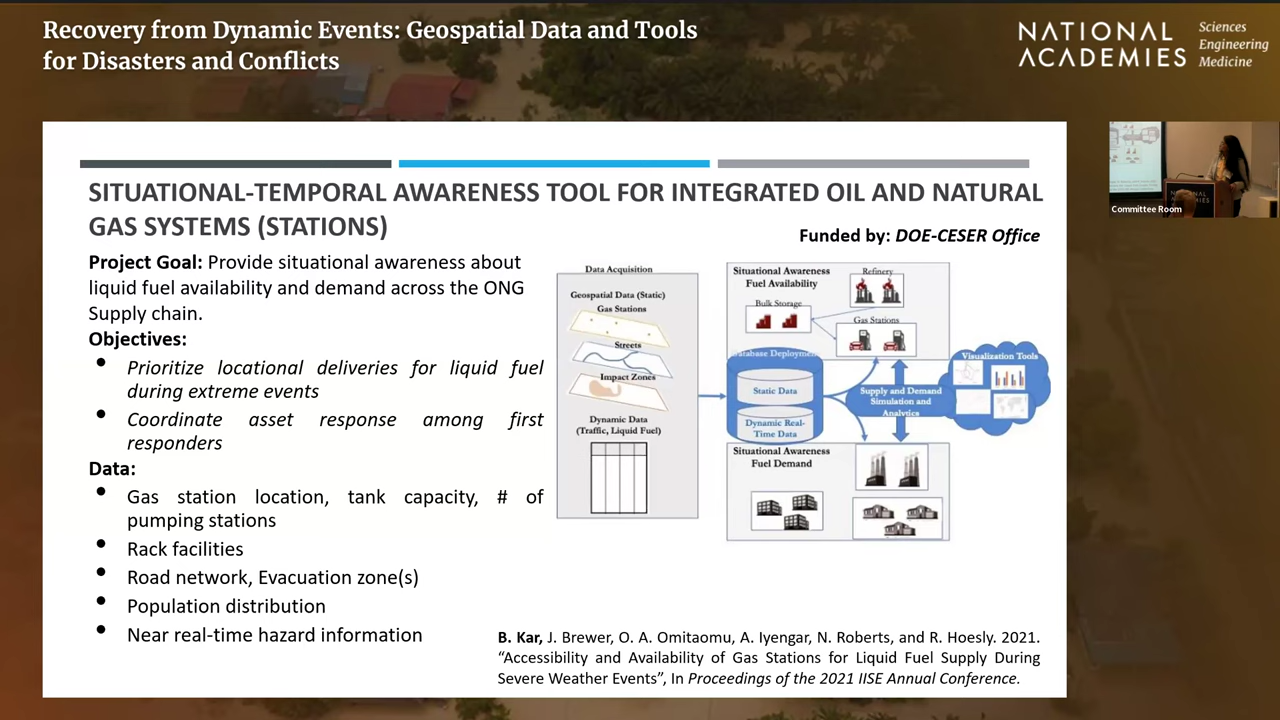 Recovery from Dynamic Events: Geospatial Data and Tools
for Disasters and Conflicts
NATIONAL
ACADEMIES
Sciences
Engineering
Medicine
SITUATIONAL-TEMPORAL AWARENESS TOOL FOR INTEGRATED OIL AND NATURAL
GAS SYSTEMS (STATIONS)
Funded by: DOE-CESER Office
Project Goal: Provide situational awareness about
liquid fuel availability and demand across the ONG
Supply chain.
Objectives:
• Prioritize locational deliveries for liquid fuel
during extreme events
• Coordinate asset response among first
responders
Data:
• Gas station location, tank capacity, # of
pumping stations
• Rack facilities
• Road network, Evacuation zone(s)
• Population distribution
• Near real-time hazard information
Data Acquisition
Geospatial Data (Static)
Gas Stations
Streets
Impact Zones
Dynamic Data
(Traffic, Liquid Fuel)
Situational Awareness
Fuel Availability
Refinery
Bulk Storage
Gas Stations
Database Deployment
Static Data
Dynamic Real-
Time Data
Supply and Demand
Simulation and
Analytics
Visualization Tools
Situational Awareness
Fuel Demand
B. Kar, J. Brewer, O. A. Omitaomu, A. Iyengar, N. Roberts, and R. Hoesly. 2021.
“Accessibility and Availability of Gas Stations for Liquid Fuel Supply During
Severe Weather Events”, In Proceedings of the 2021 IISE Annual Conference.
NATIONAL
Committee Room